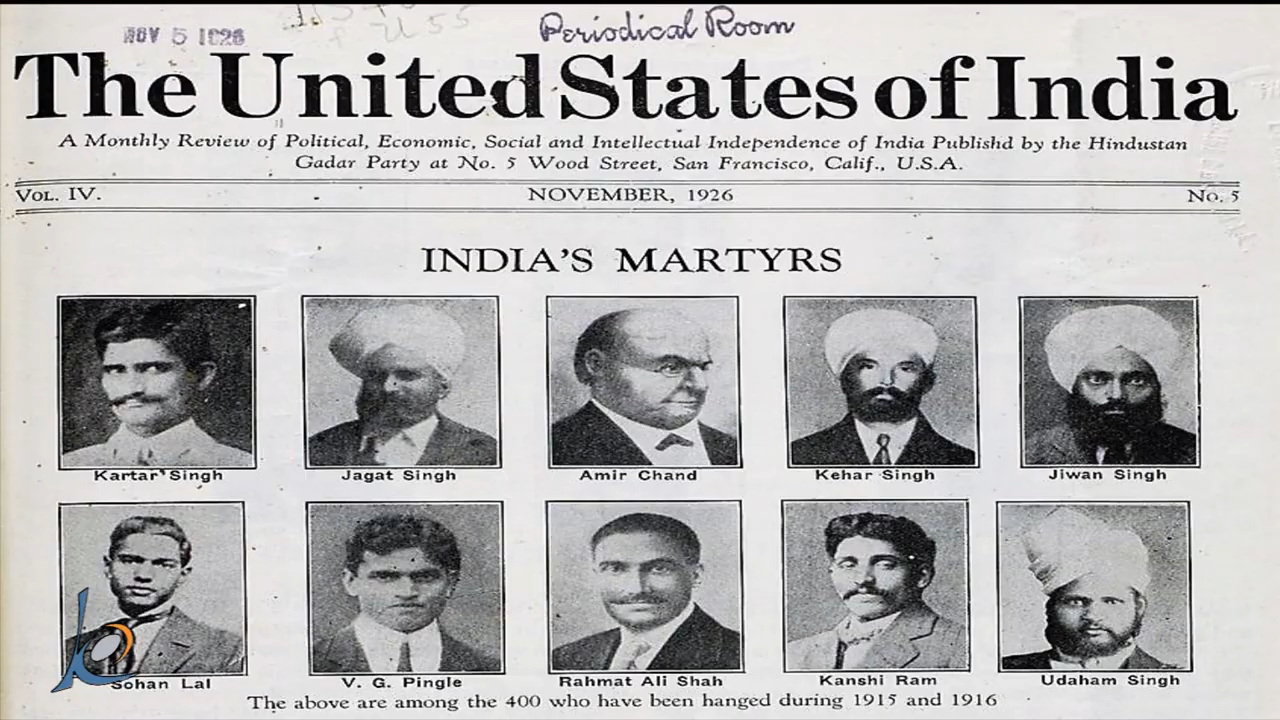 NOV 5 1926
Periodical Room
The United States of India
A Monthly Review of Political, Economic, Social and Intellectual Independence of India Publishd by the Hindustan
Gadar Party at No. 5 Wood Street, San Francisco, Calif., U.S.A.
VOL. IV. NOVEMBER, 1926 No. 5
INDIA'S MARTYRS
Kartar Singh Jagat Singh Amir Chand Kehar Singh Jiwan Singh
Sohan Lal V. G. Pingle Rahmat Ali Shah Kanshi Ram Udaham Singh
The above are among the 400 who have been hanged during 1915 and 1916